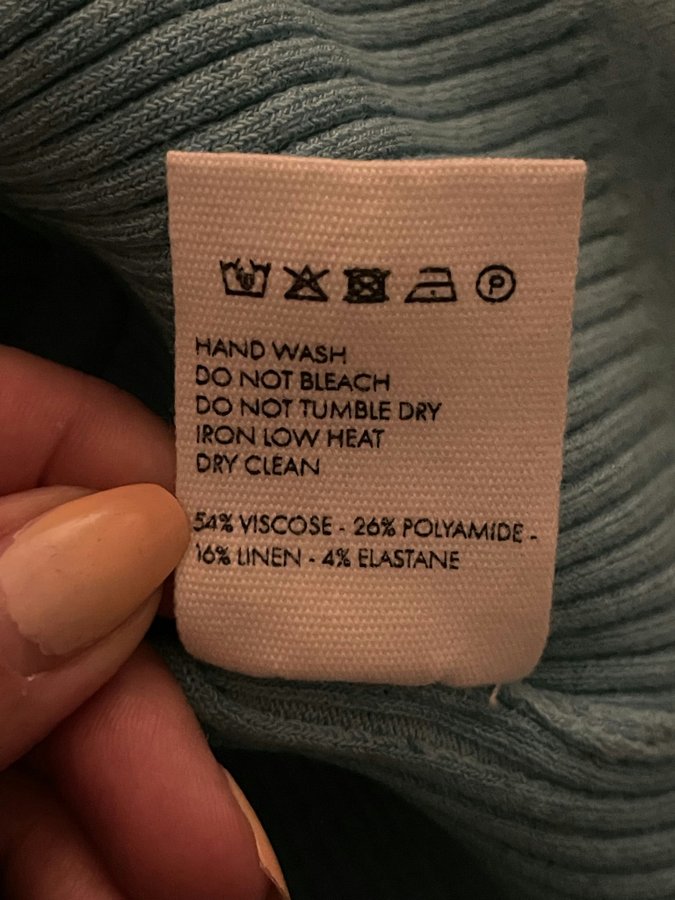 P
HAND WASH
DO NOT BLEACH
DO NOT TUMBLE DRY
IRON LOW HEAT
DRY CLEAN
54% VISCOSE - 26% POLYAMIDE -
16% LINEN - 4% ELASTANE